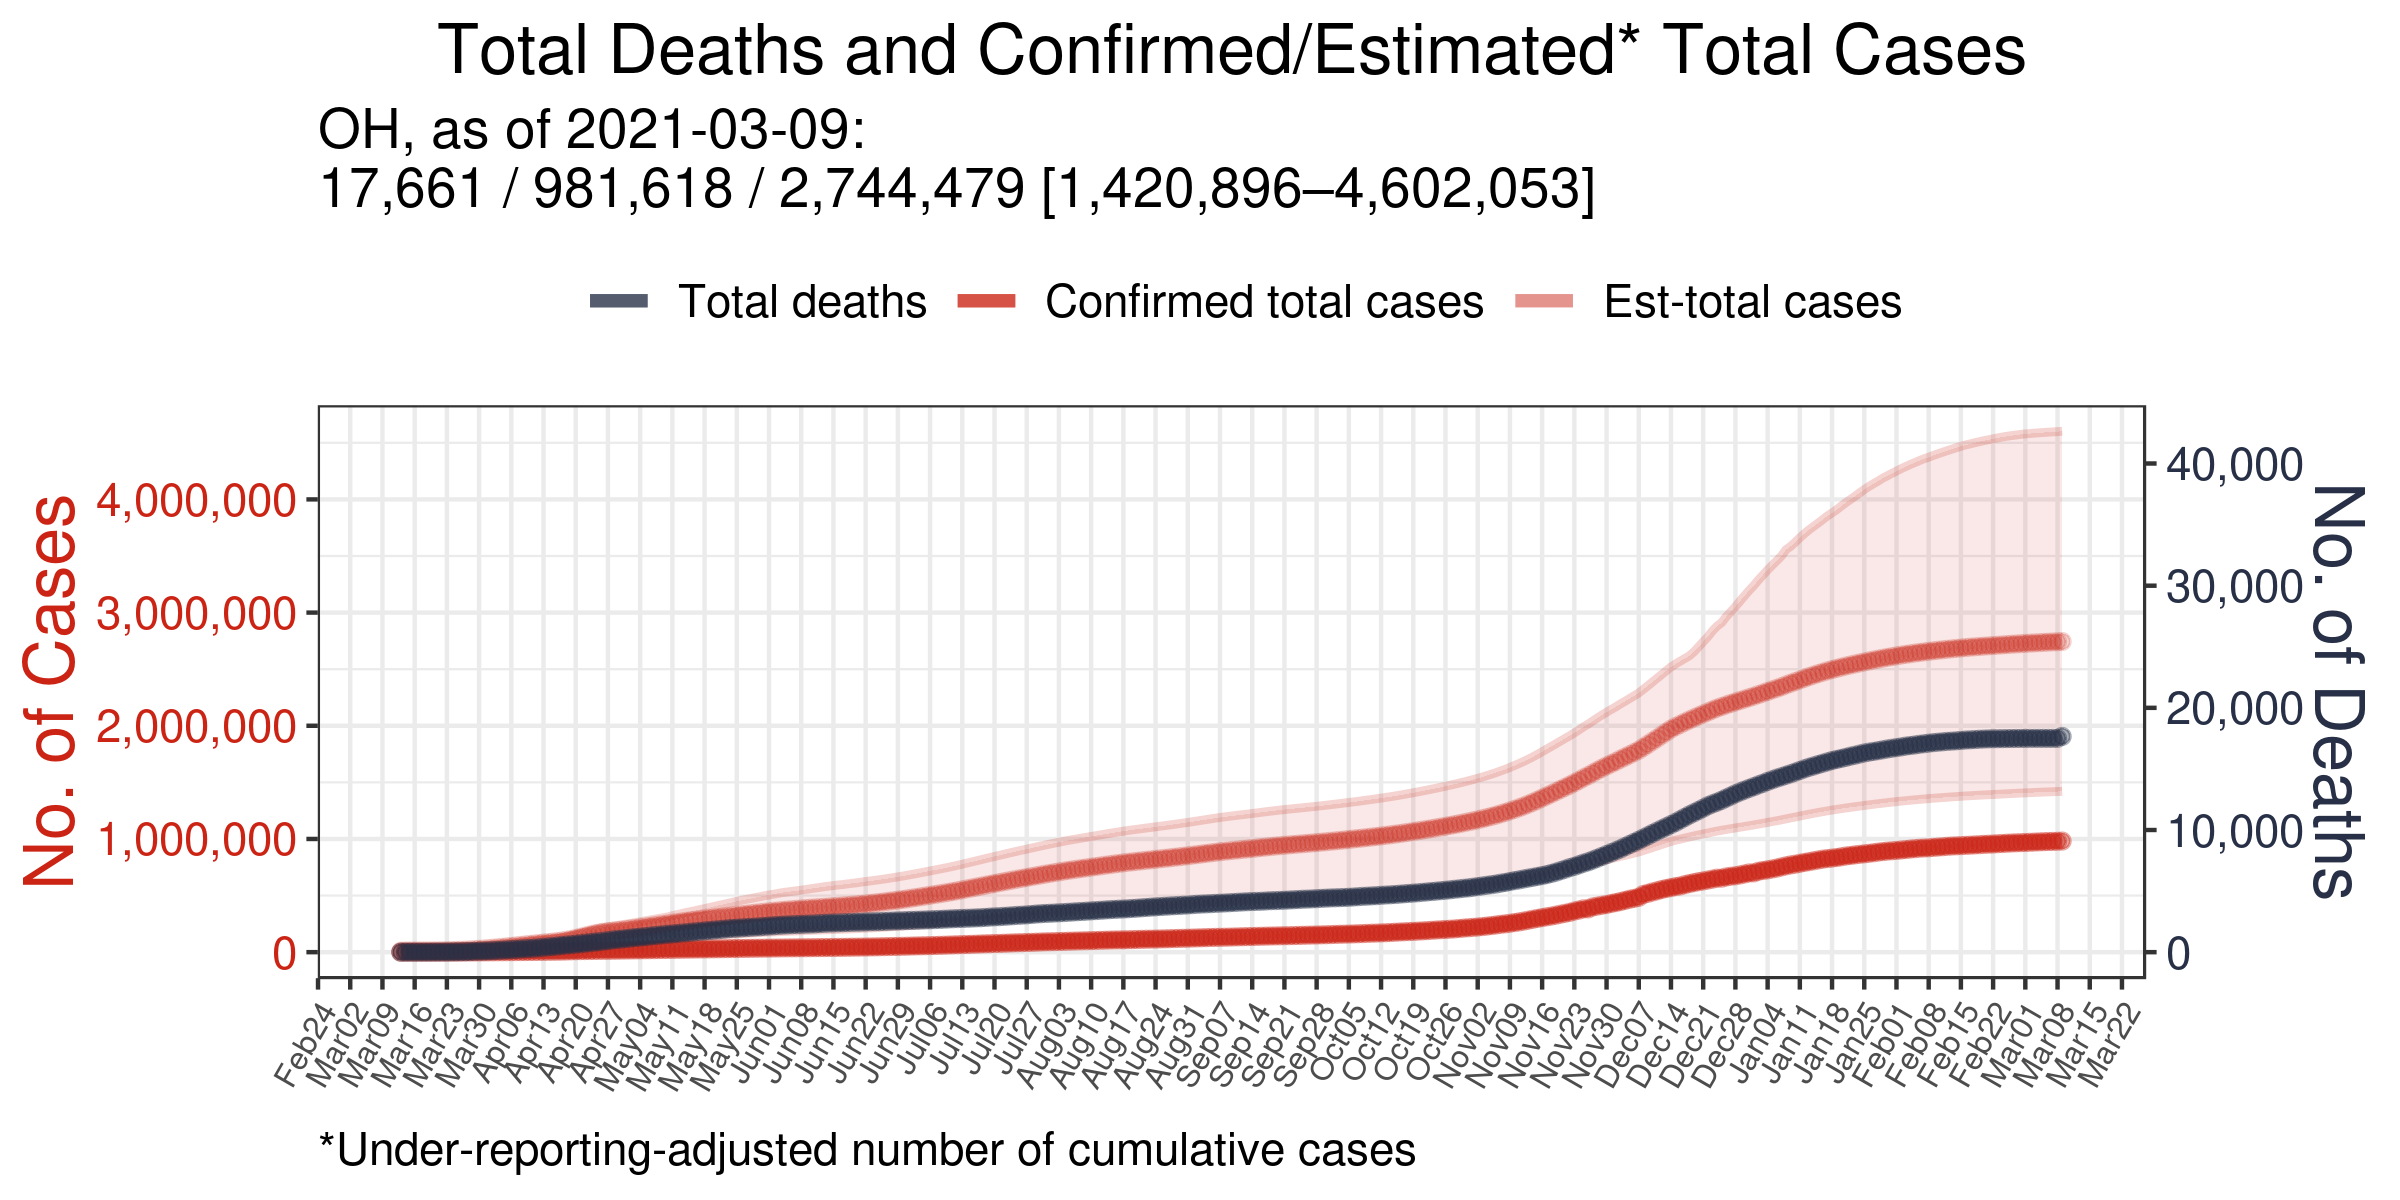 Total Deaths and Confirmed/Estimated* Total Cases
OH, as of 2021-03-09:
17,661 / 981,618 / 2,744,479 [1,420,896–4,602,053]
Total deaths
Confirmed total cases
Est-total cases
No. of Cases
4,000,000
3,000,000
2,000,000
1,000,000
0
40,000
30,000
20,000
10,000
0
No. of Deaths
Feb24
Mar02
Mar09
Mar16
Mar23
Mar30
Apr06
Apr13
Apr20
Apr27
May04
May11
May18
May25
Jun01
Jun08
Jun15
Jun22
Jun29
Jul06
Jul13
Jul20
Jul27
Aug03
Aug10
Aug17
Aug24
Aug31
Sep07
Sep14
Sep21
Sep28
Oct05
Oct12
Oct19
Oct26
Nov02
Nov09
Nov16
Nov23
Nov30
Dec07
Dec14
Dec21
Dec28
Jan04
Jan11
Jan18
Jan25
Feb01
Feb08
Feb15
Feb22
Mar01
Mar08
Mar15
Mar22
*Under-reporting-adjusted number of cumulative cases